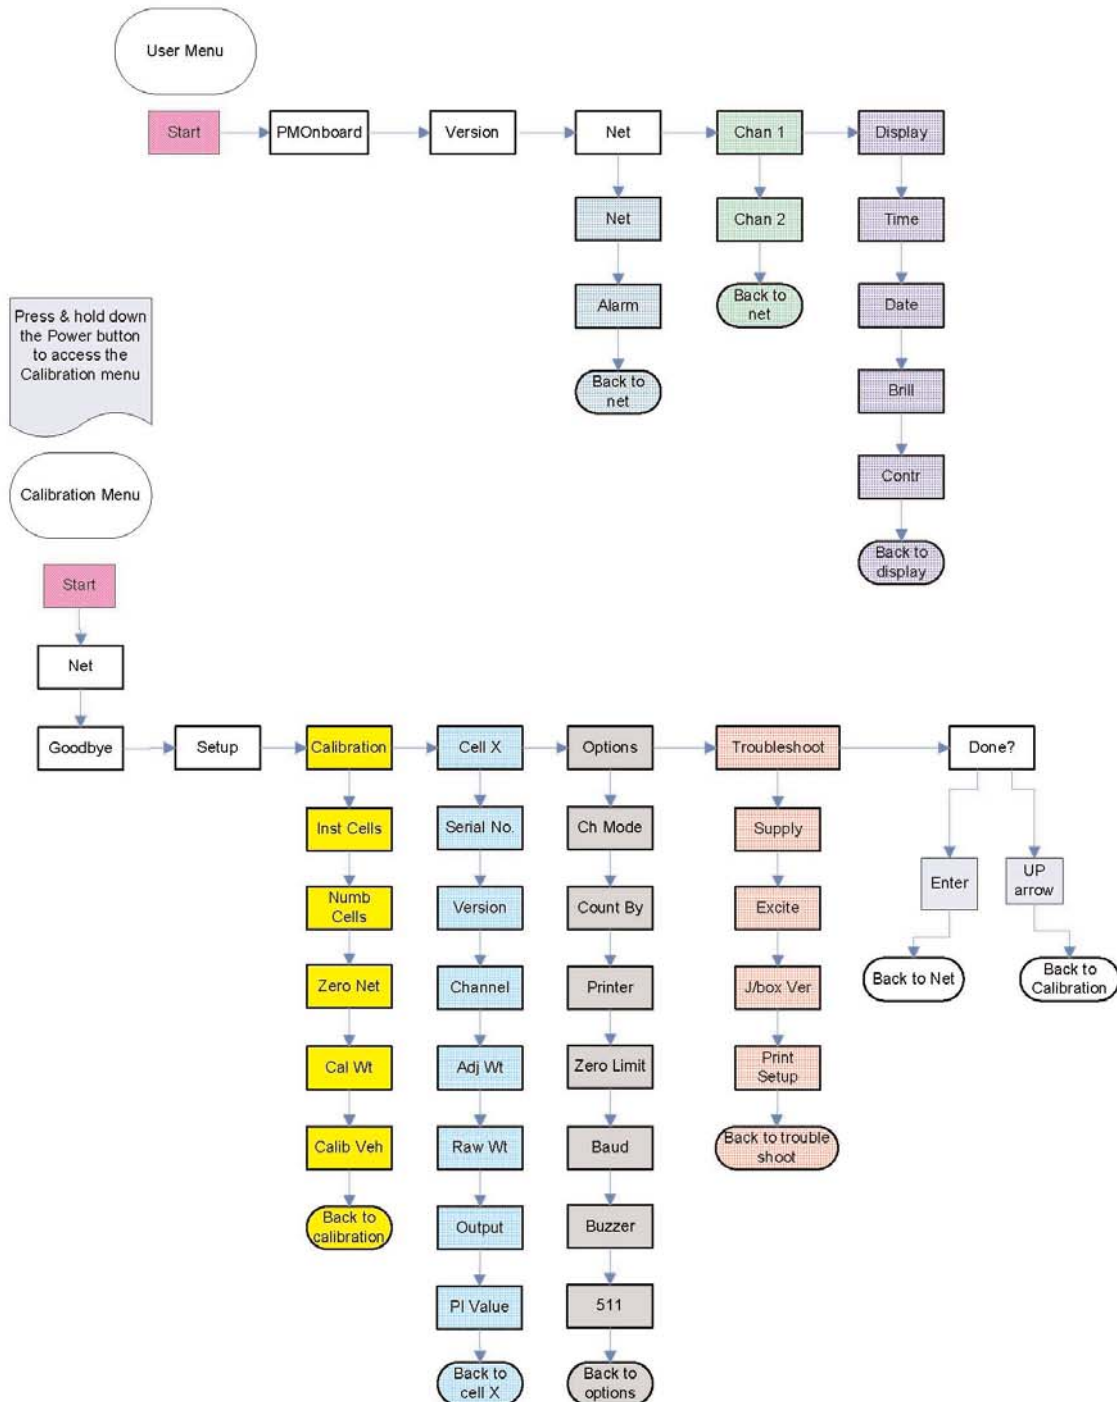 User Menu
Start
PMOnboard
Version
Net
Chan 1
Display
Net
Chan 2
Time
Alarm
Back to
net
Date
Back to
net
Brill
Contr
Back to
display
Press & hold down
the Power button
to access the
Calibration menu
Calibration Menu
Start
Net
Goodbye
Setup
Calibration
Cell X
Options
Troubleshoot
Done?
Inst Cells
Numb
Cells
Zero Net
Cal Wt
Calib Veh
Back to
calibration
Serial No.
Version
Channel
Adj Wt
Raw Wt
Output
PI Value
Back to
cell X
Ch Mode
Count By
Printer
Zero Limit
Baud
Buzzer
511
Back to
options
Supply
Excite
J/box Ver
Print
Setup
Back to trouble
shoot
Enter
UP
arrow
Back to Net
Back to
Calibration